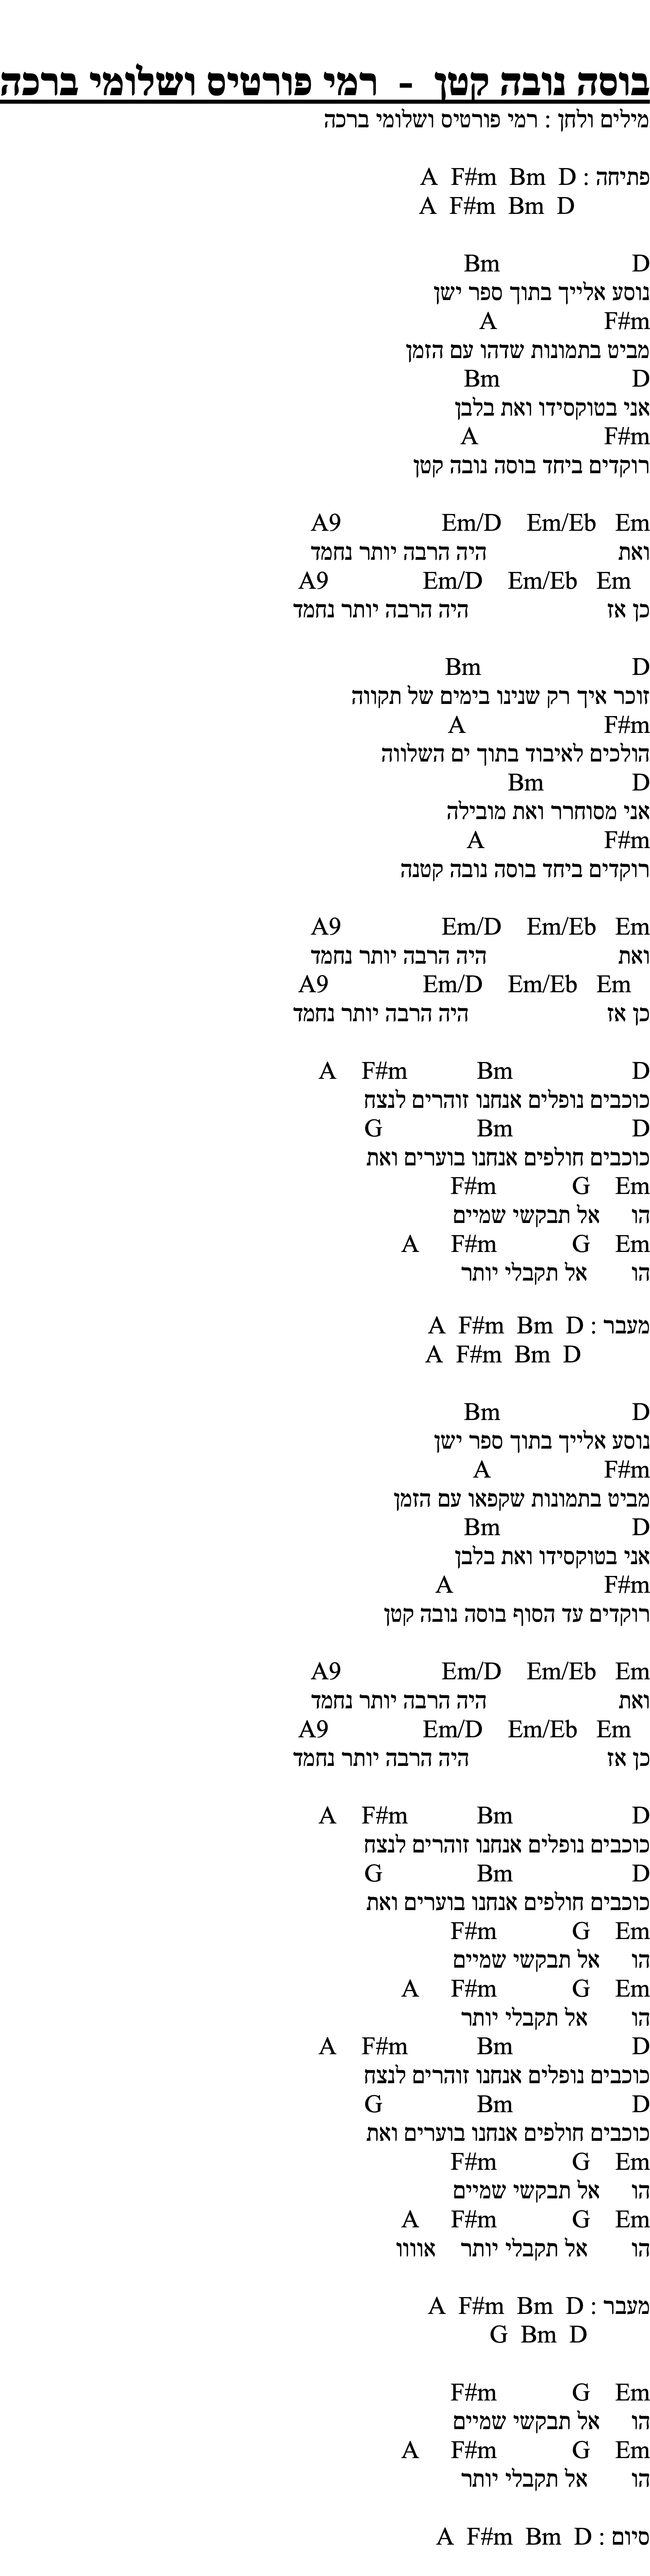 בוסה נובה קטן - רמי פורטיס ושלומי ברכה
מילים ולחן : רמי פורטיס ושלומי ברכה
פתיחה : A F#m Bm D
A F#m Bm D
Bm D
נוסע אלייך בתוך ספר ישן
A F#m
מביט בתמונות שדהו עם הזמן
Bm D
אני בטוקסידו ואת בלבן
A F#m
רוקדים ביחד בוסה נובה קטן
A9 Em/D Em/Eb Em
ואת היה הרבה יותר נחמד
A9 Em/D Em/Eb Em
כן אז היה הרבה יותר נחמד
Bm D
זוכר איך רק שנינו בימים של תקווה
A F#m
הולכים לאיבוד בתוך ים השלווה
Bm D
אני מסוחרר ואת מובילה
A F#m
רוקדים ביחד בוסה נובה קטנה
A9 Em/D Em/Eb Em
ואת היה הרבה יותר נחמד
A9 Em/D Em/Eb Em
כן אז היה הרבה יותר נחמד
A F#m Bm D
כוכבים נופלים אנחנו זוהרים לנצח
G Bm D
כוכבים חולפים אנחנו בוערים ואת
F#m G Em
הו אל תבקשי שמיים
A F#m G Em
הו אל תקבלי יותר
מעבר : A F#m Bm D
A F#m Bm D
Bm D
נוסע אלייך בתוך ספר ישן
A F#m
מביט בתמונות שקפאו עם הזמן
Bm D
אני בטוקסידו ואת בלבן
A F#m
רוקדים עד הסוף בוסה נובה קטן
A9 Em/D Em/Eb Em
ואת היה הרבה יותר נחמד
A9 Em/D Em/Eb Em
כן אז היה הרבה יותר נחמד
A F#m Bm D
כוכבים נופלים אנחנו זוהרים לנצח
G Bm D
כוכבים חולפים אנחנו בוערים ואת
F#m G Em
הו אל תבקשי שמיים
A F#m G Em
הו אל תקבלי יותר
A F#m Bm D
כוכבים נופלים אנחנו זוהרים לנצח
G Bm D
כוכבים חולפים אנחנו בוערים ואת
F#m G Em
הו אל תבקשי שמיים
A F#m G Em
הו אל תקבלי יותר אוווו
מעבר : A F#m Bm D
G Bm D
F#m G Em
הו אל תבקשי שמיים
A F#m G Em
הו אל תקבלי יותר
סיום : A F#m Bm D